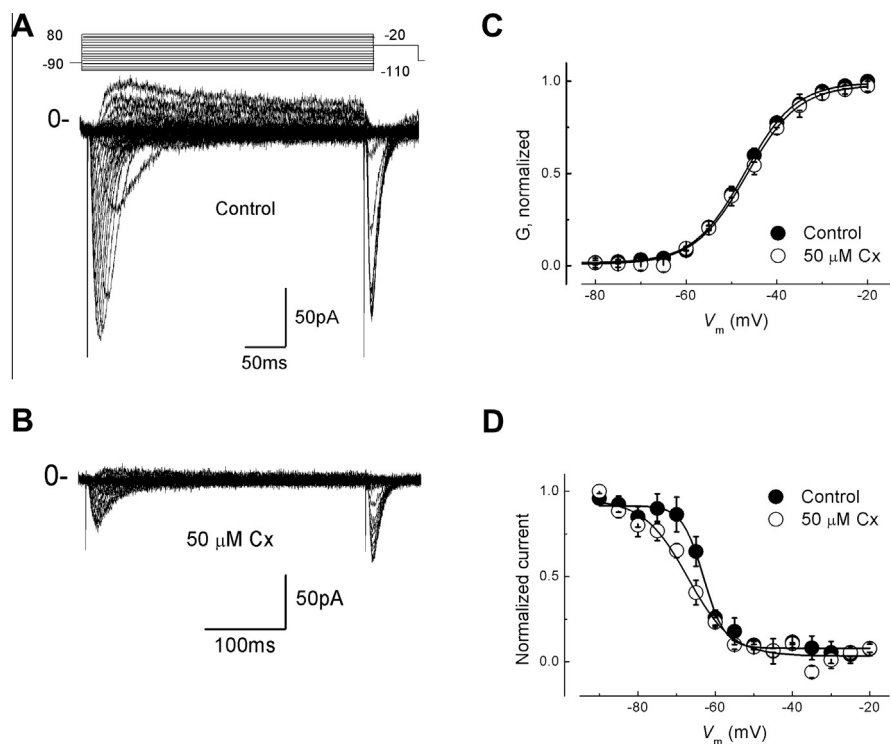 A
80
-20
-90
-110
0-
Control
50pA
50ms
B
0-
50 μM Cx
50pA
100ms
C
1.0
0.5
0.0
G, normalized
Control
50 μM Cx
-80
-60
-40
-20
Vm (mV)
D
1.0
0.5
0.0
Normalized current
Control
50 μM Cx
-80
-60
-40
-20
Vm (mV)